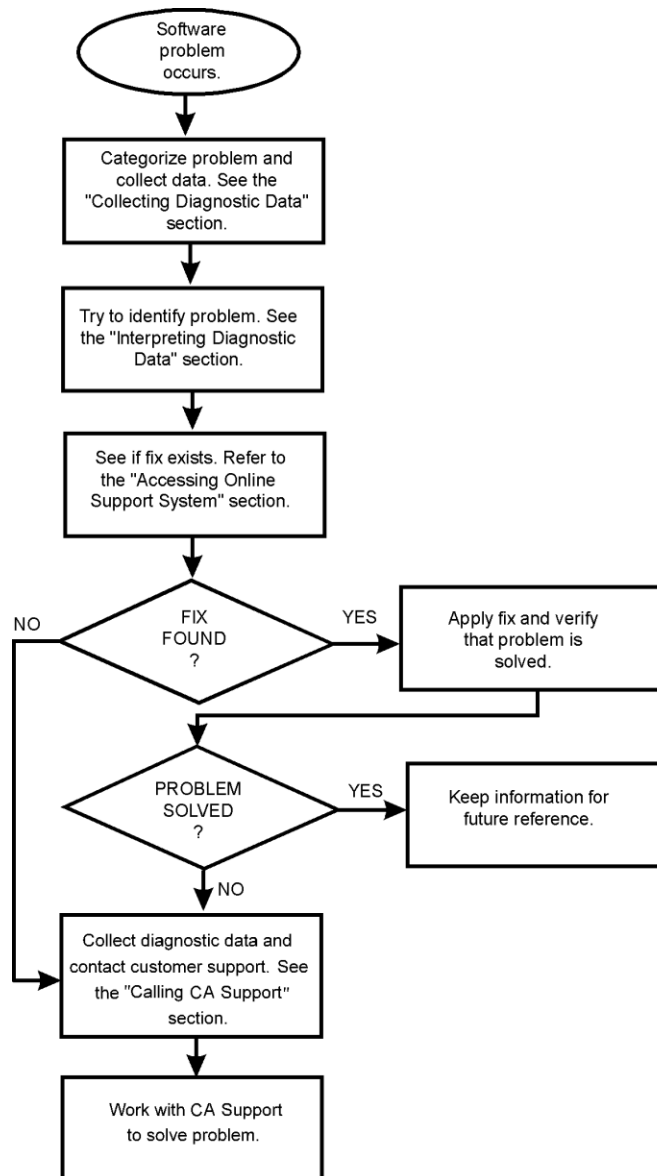 Software
problem
occurs.
Categorize problem and
collect data. See the
"Collecting Diagnostic Data"
section.
Try to identify problem. See
the "Interpreting Diagnostic
Data" section.
See if fix exists. Refer to
the "Accessing Online
Support System" section.
NO
FIX
FOUND
?
YES
Apply fix and verify
that problem is
solved.
PROBLEM
SOLVED
?
YES
Keep information for
future reference.
NO
Collect diagnostic data and
contact customer support. See
the "Calling CA Support"
section.
Work with CA Support
to solve problem.